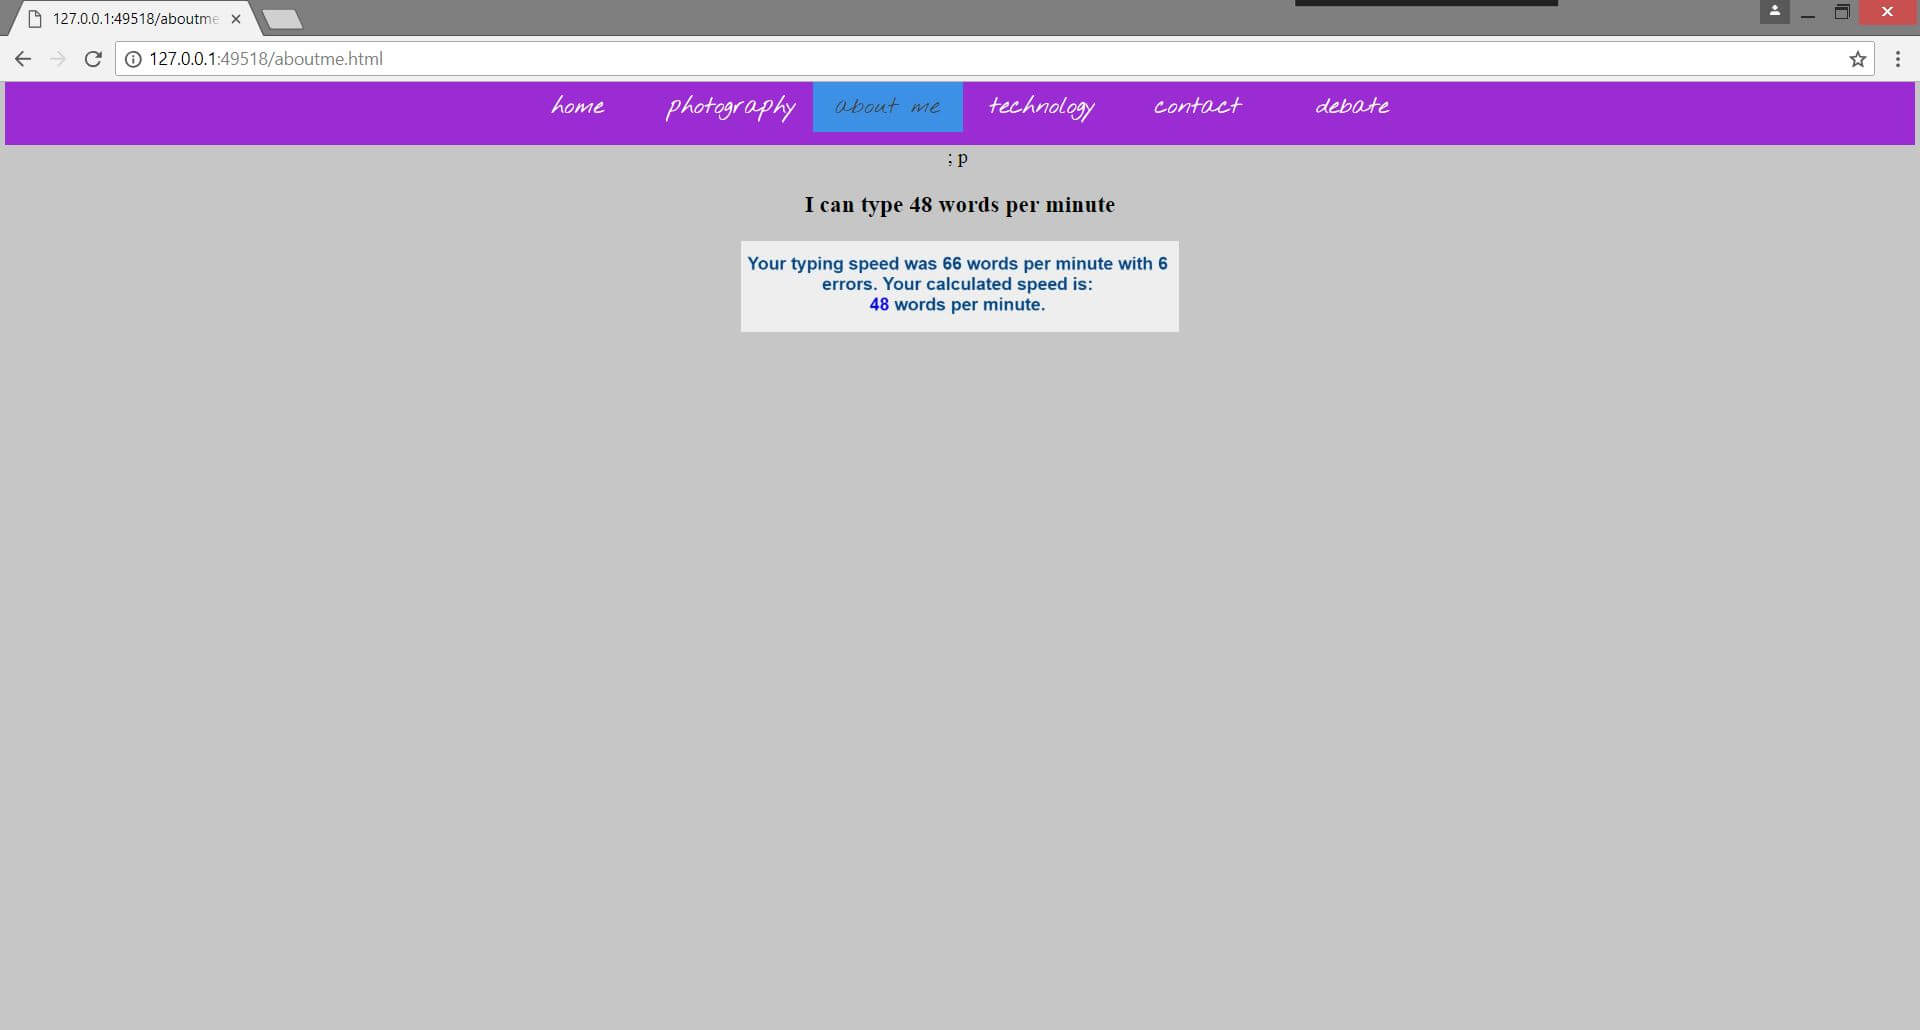 127.0.0.1:49518/aboutme
127.0.0.1:49518/aboutme.html
home photography about me technology contact debate
; p
I can type 48 words per minute
Your typing speed was 66 words per minute with 6
errors. Your calculated speed is:
48 words per minute.